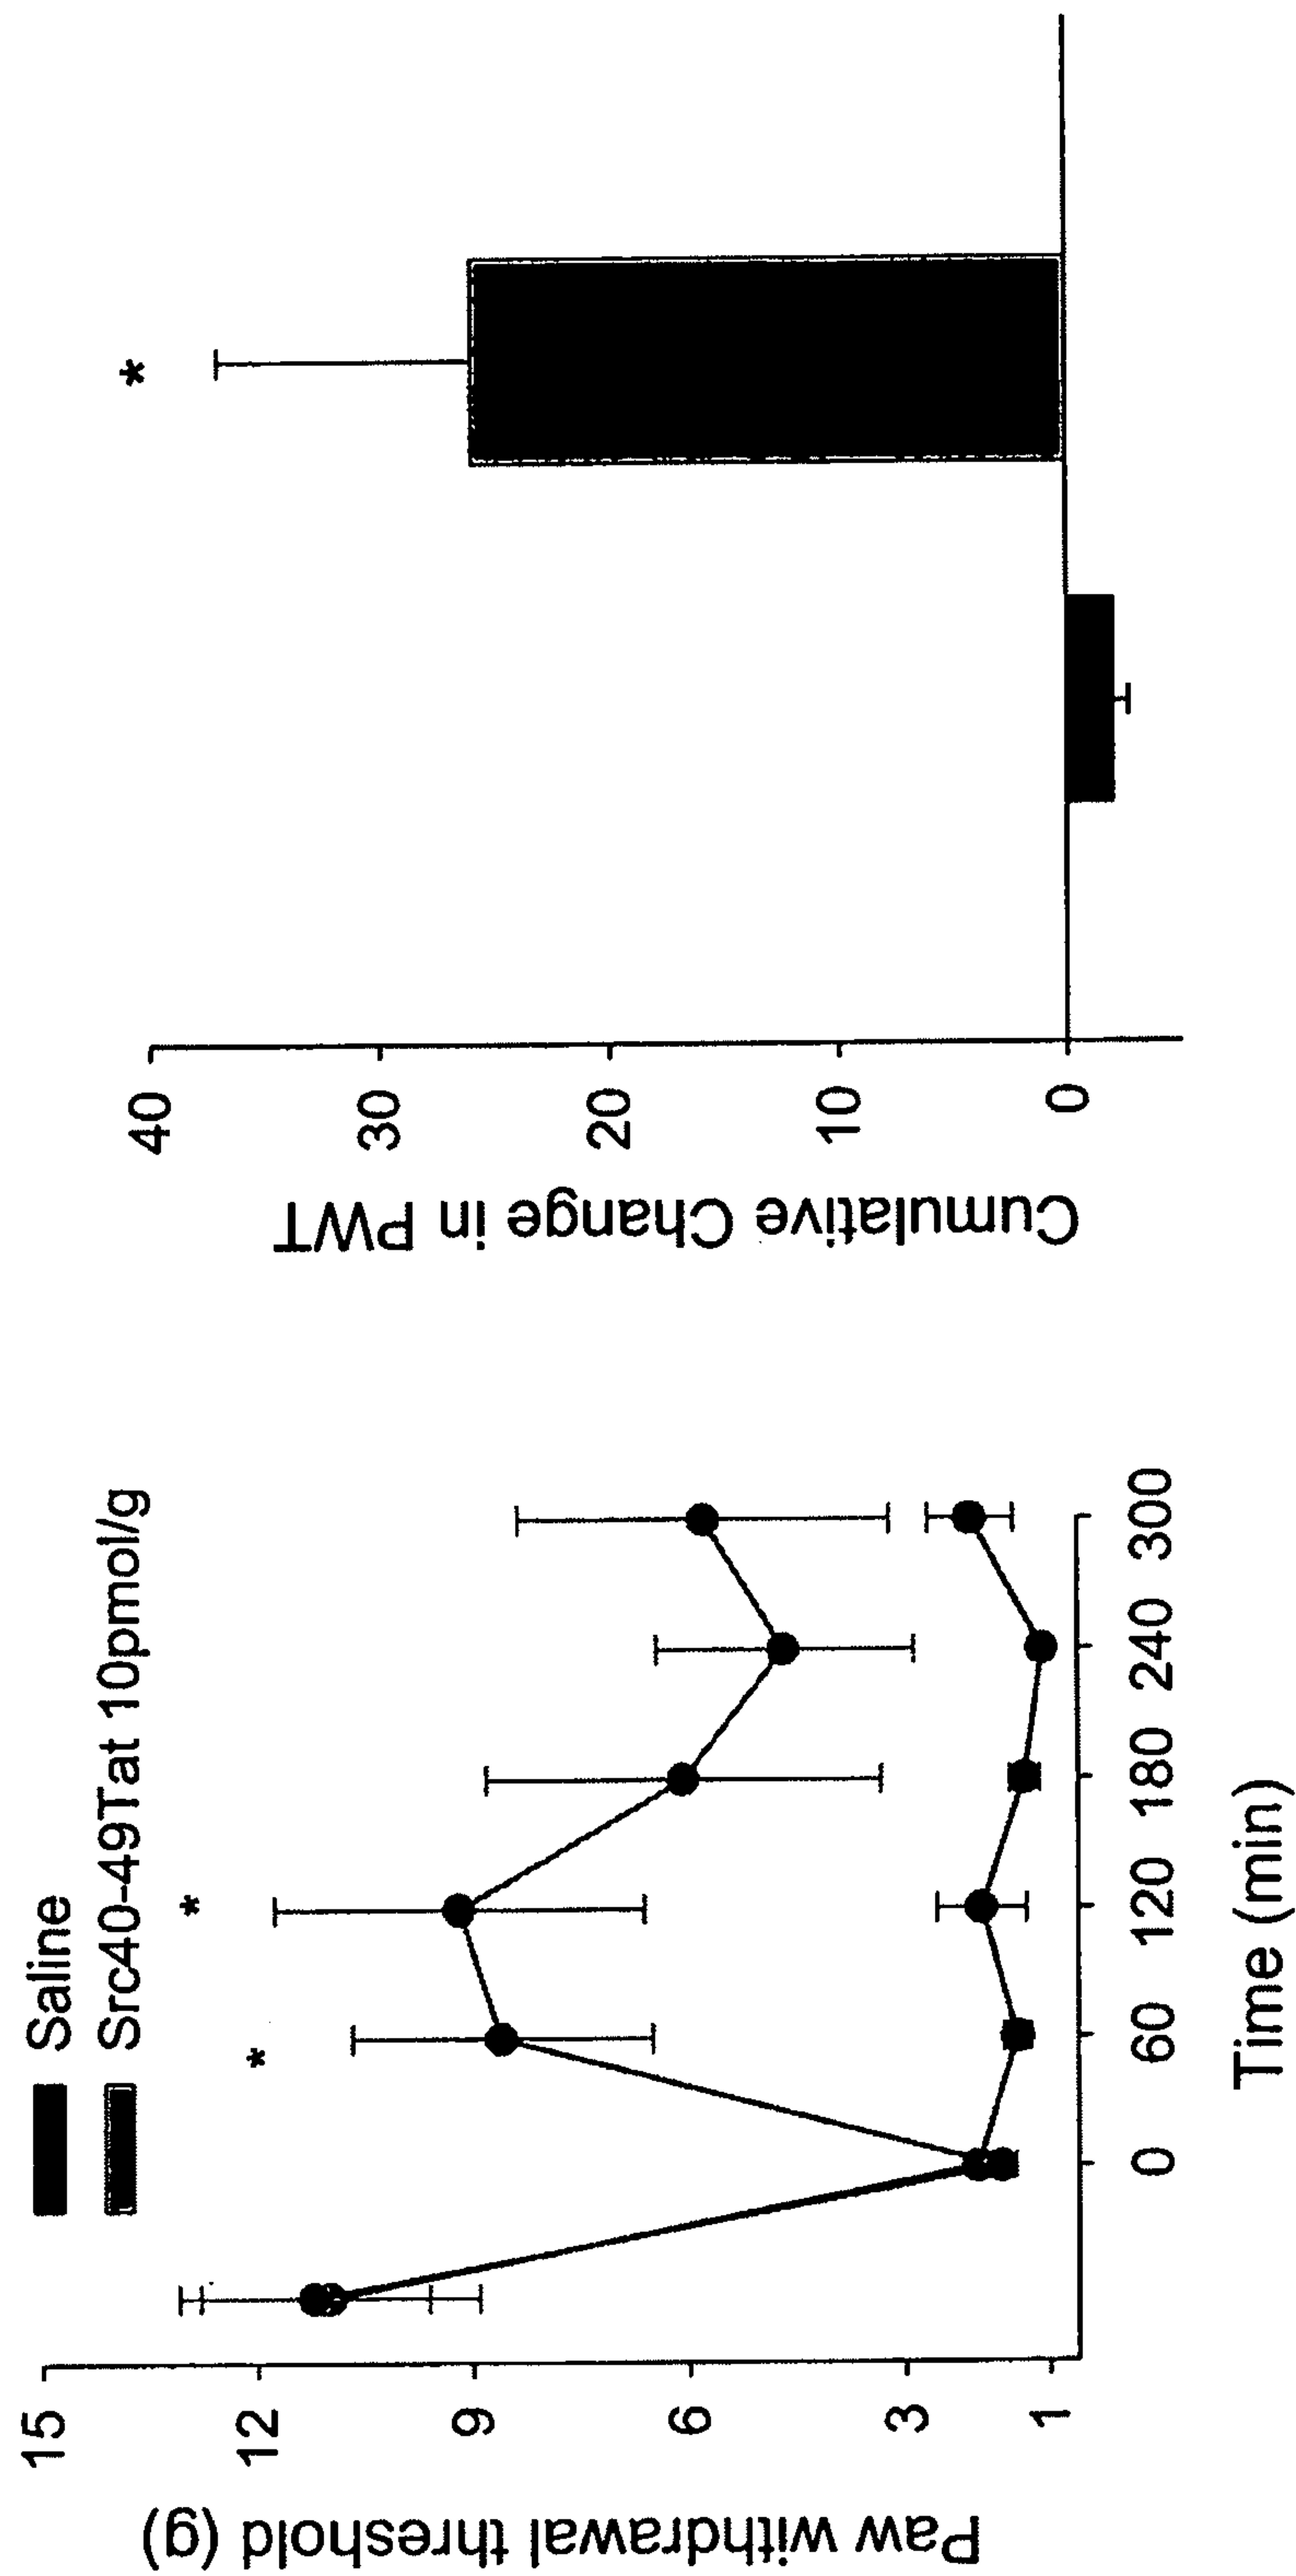 Saline
Src40-49Tat 10pmol/g
Paw withdrawal threshold (g)
15
12
9
6
3
1
*
*
0 60 120 180 240 300
Time (min)
Cumulative Change in PWT
40
30
20
10
0
*